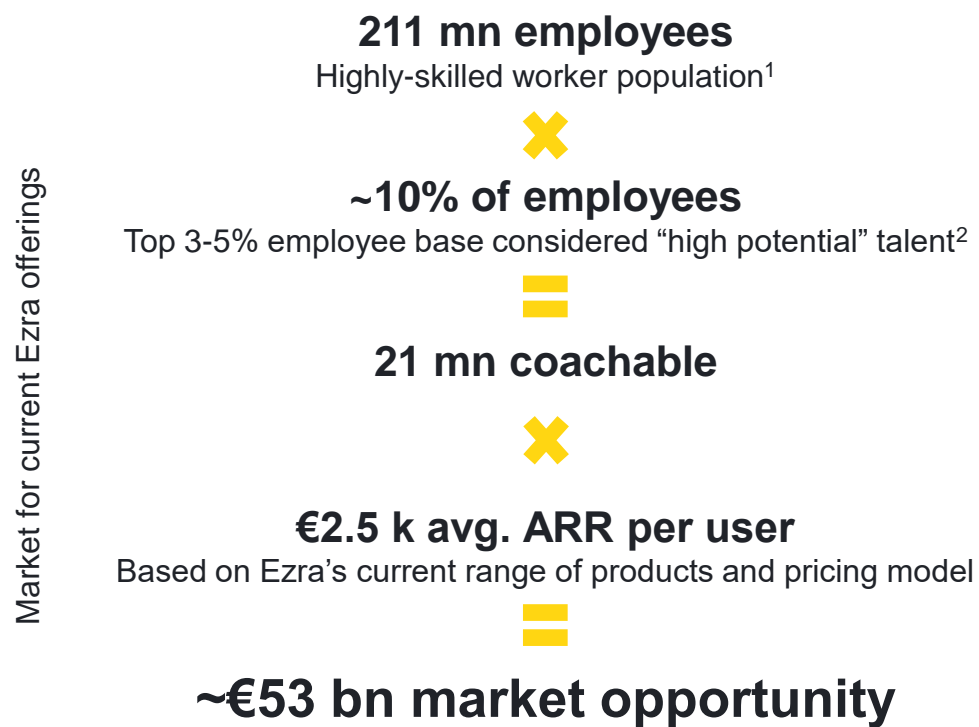 211 mn employees
Highly-skilled worker population¹
~10% of employees
Top 3-5% employee base considered “high potential” talent²
21 mn coachable
€2.5 k avg. ARR per user
Based on Ezra’s current range of products and pricing model
~€53 bn market opportunity
Market for current Ezra offerings